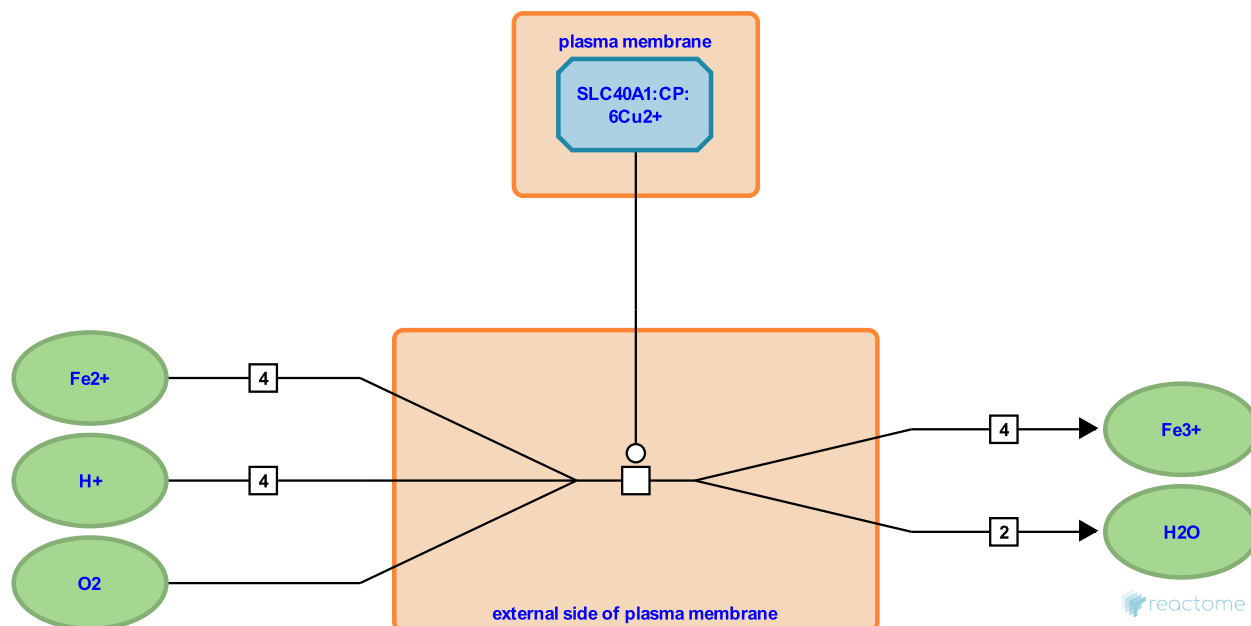 plasma membrane
SLC40A1:CP:
6Cu2+
Fe2+
4
H+
4
O2
4
Fe3+
2
H2O
external side of plasma membrane
reactome